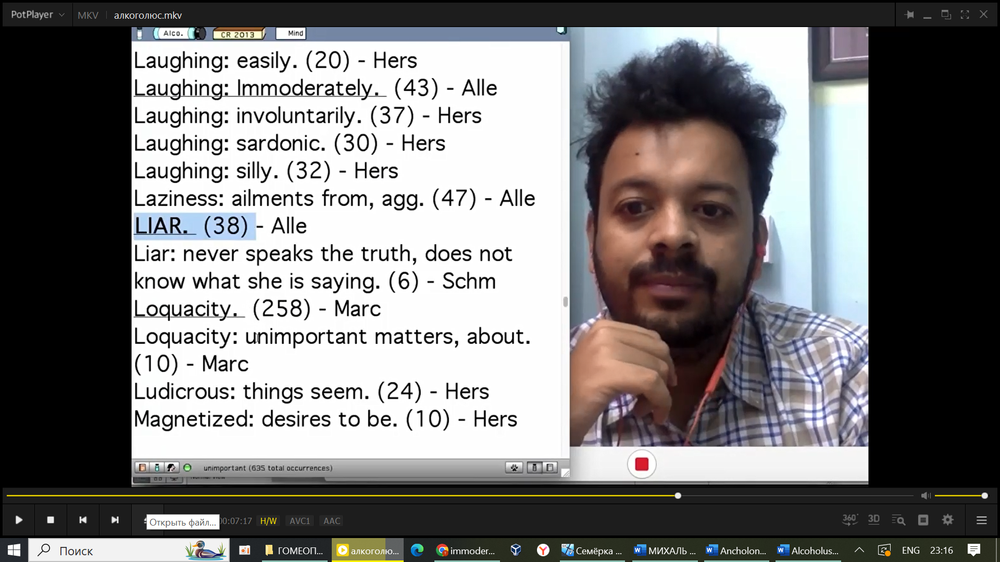 PotPlayer MKV алкоголюс.mkv
Alco. CR 2013 Mind
Laughing: easily. (20) - Hers
Laughing: Immoderately. (43) - Alle
Laughing: involuntarily. (37) - Hers
Laughing: sardonic. (30) - Hers
Laughing: silly. (32) - Hers
Laziness: ailments from, agg. (47) - Alle
LIAR. (38) - Alle
Liar: never speaks the truth, does not
know what she is saying. (6) - Schm
Loquacity. (258) - Marc
Loquacity: unimportant matters, about.
(10) - Marc
Ludicrous: things seem. (24) - Hers
Magnetized: desires to be. (10) - Hers
unimportant (635 total occurrences)
Normal View
Открыть файл... 00:07:17 H/W AVC1 AAC 360° 3D
Поиск ГОМЕОП... алкоголю... immoder... Семёрка ... МИХАЛЬ ... Ancholon... Alcoholus... ENG 23:16